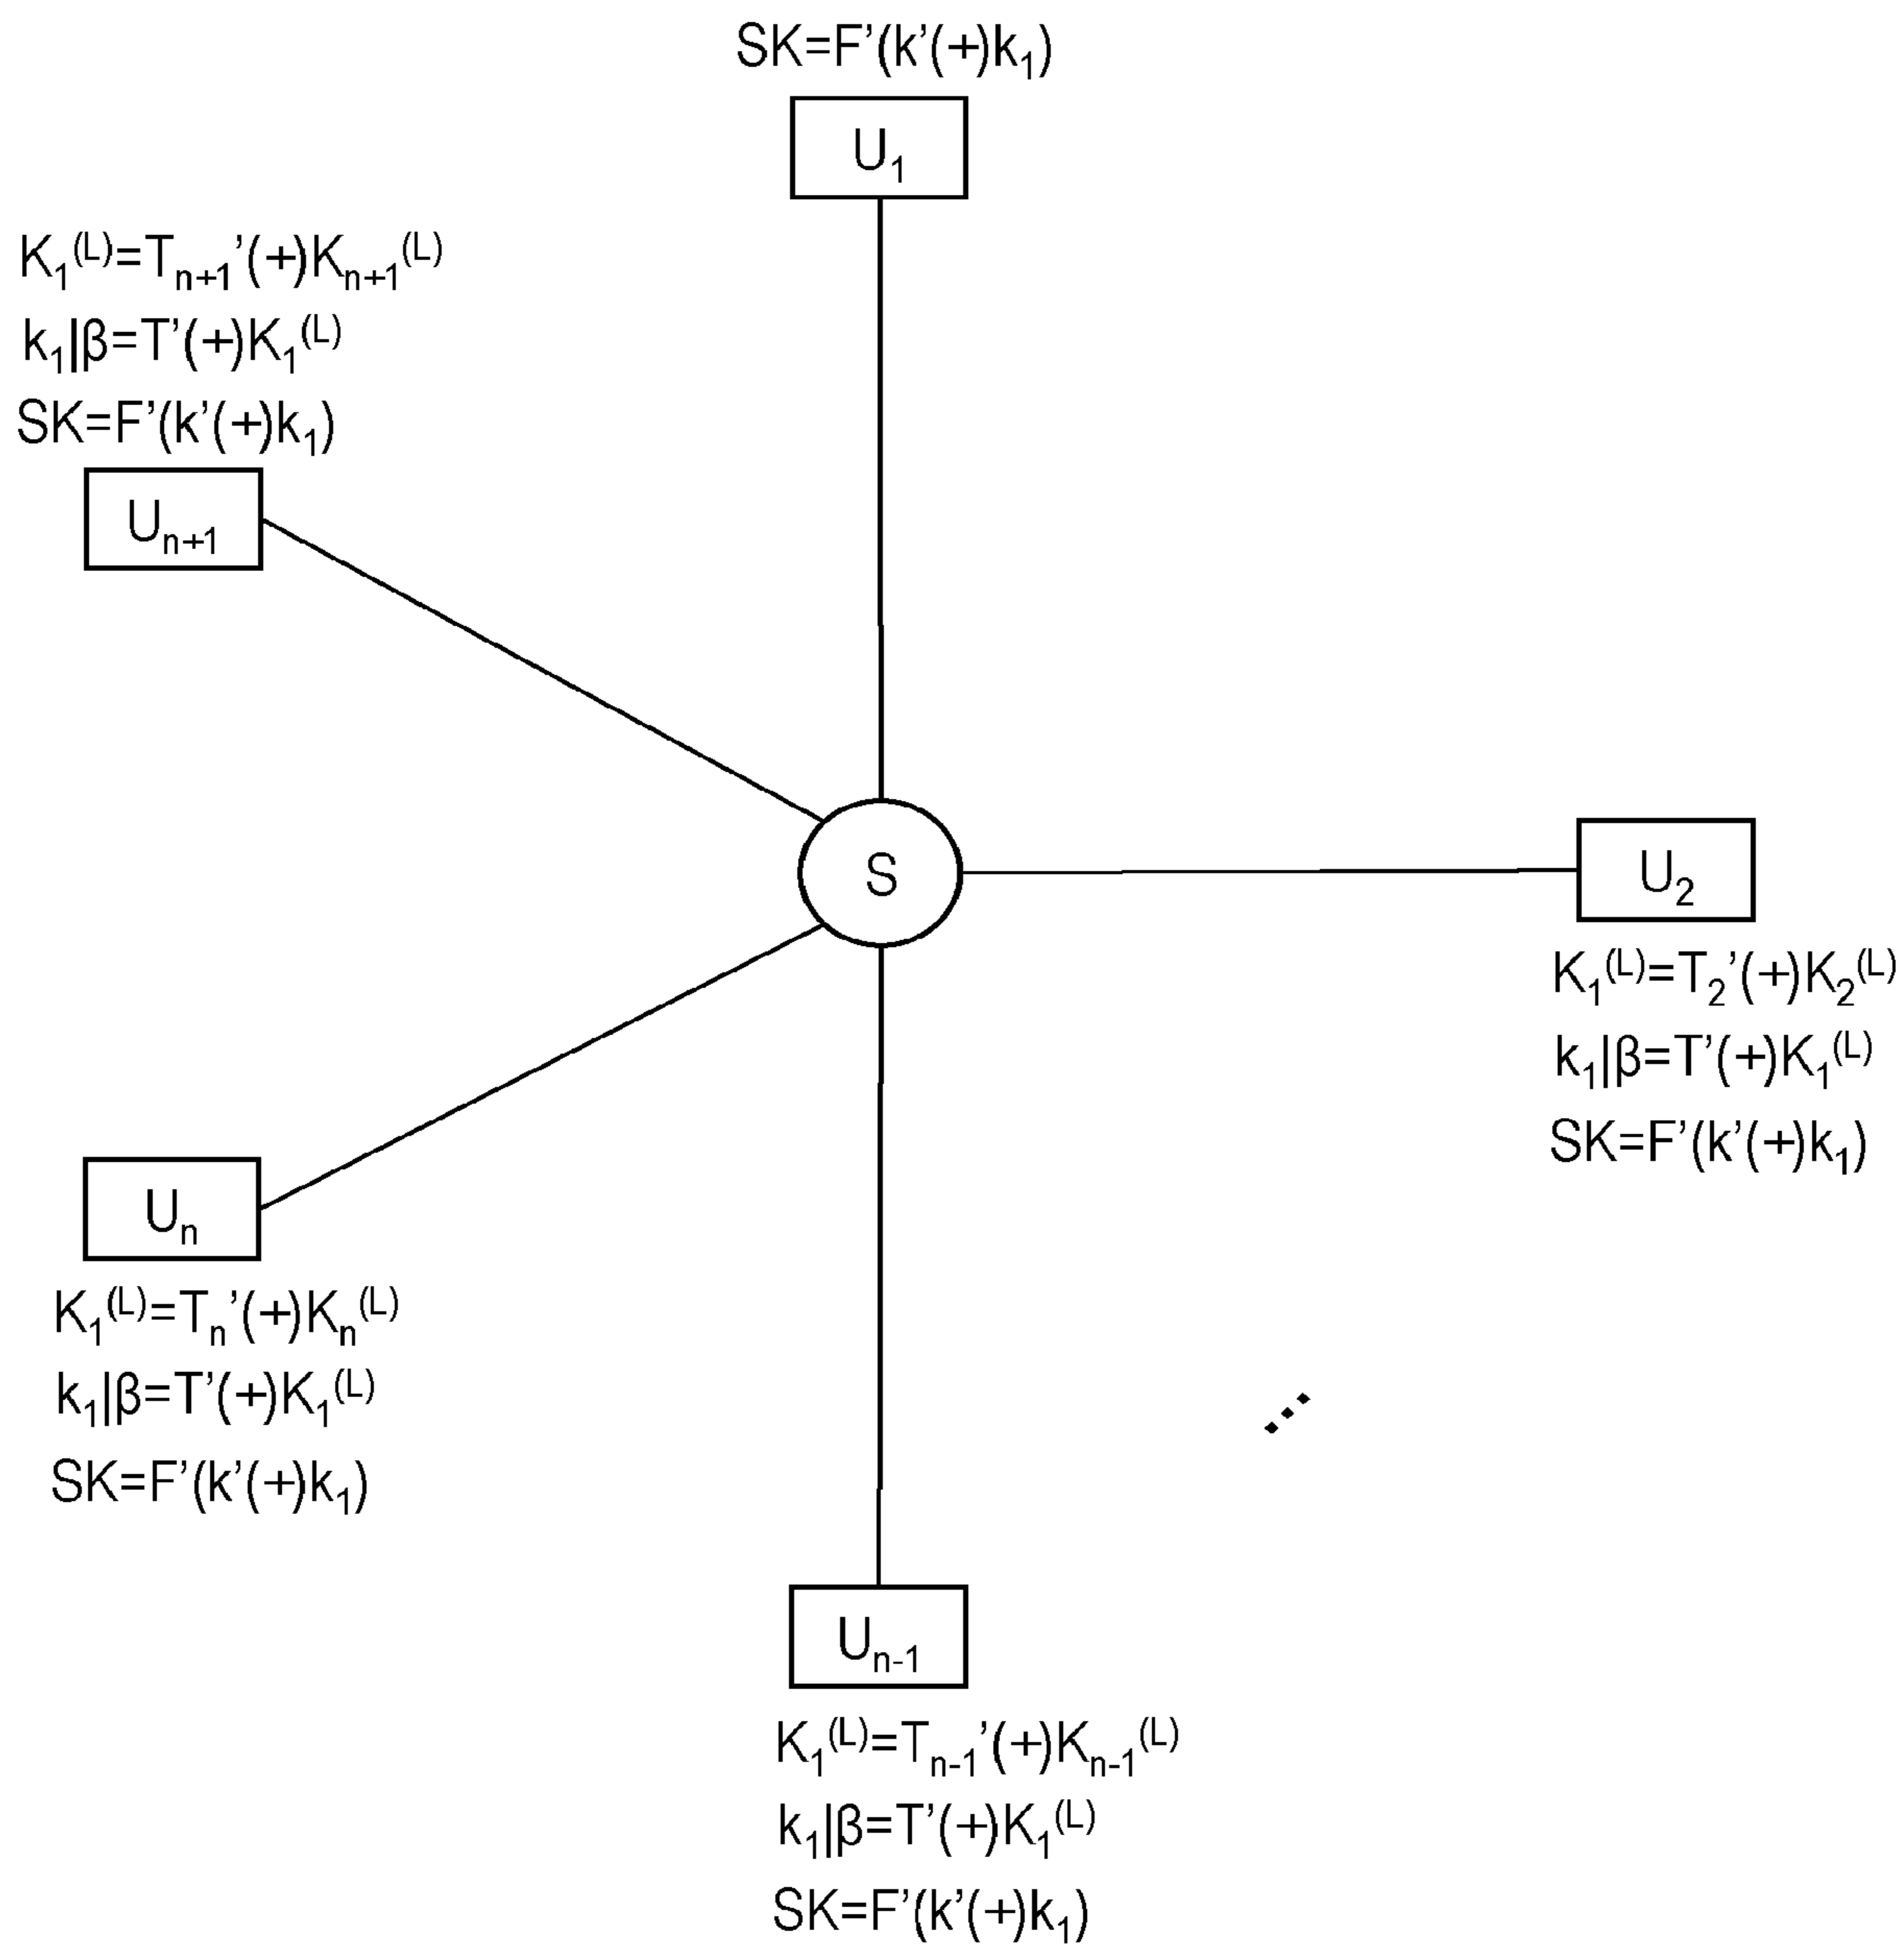 SK=F’(k’(+)k₁)
U₁
K₁⁽ᴸ⁾=Tₙ₊₁’(+)Kₙ₊₁⁽ᴸ⁾
k₁|β=T’(+)K₁⁽ᴸ⁾
SK=F’(k’(+)k₁)
Uₙ₊₁
S
U₂
K₁⁽ᴸ⁾=T₂’(+)K₂⁽ᴸ⁾
k₁|β=T’(+)K₁⁽ᴸ⁾
SK=F’(k’(+)k₁)
Uₙ
K₁⁽ᴸ⁾=Tₙ’(+)Kₙ⁽ᴸ⁾
k₁|β=T’(+)K₁⁽ᴸ⁾
SK=F’(k’(+)k₁)
Uₙ₋₁
K₁⁽ᴸ⁾=Tₙ₋₁’(+)Kₙ₋₁⁽ᴸ⁾
k₁|β=T’(+)K₁⁽ᴸ⁾
SK=F’(k’(+)k₁)